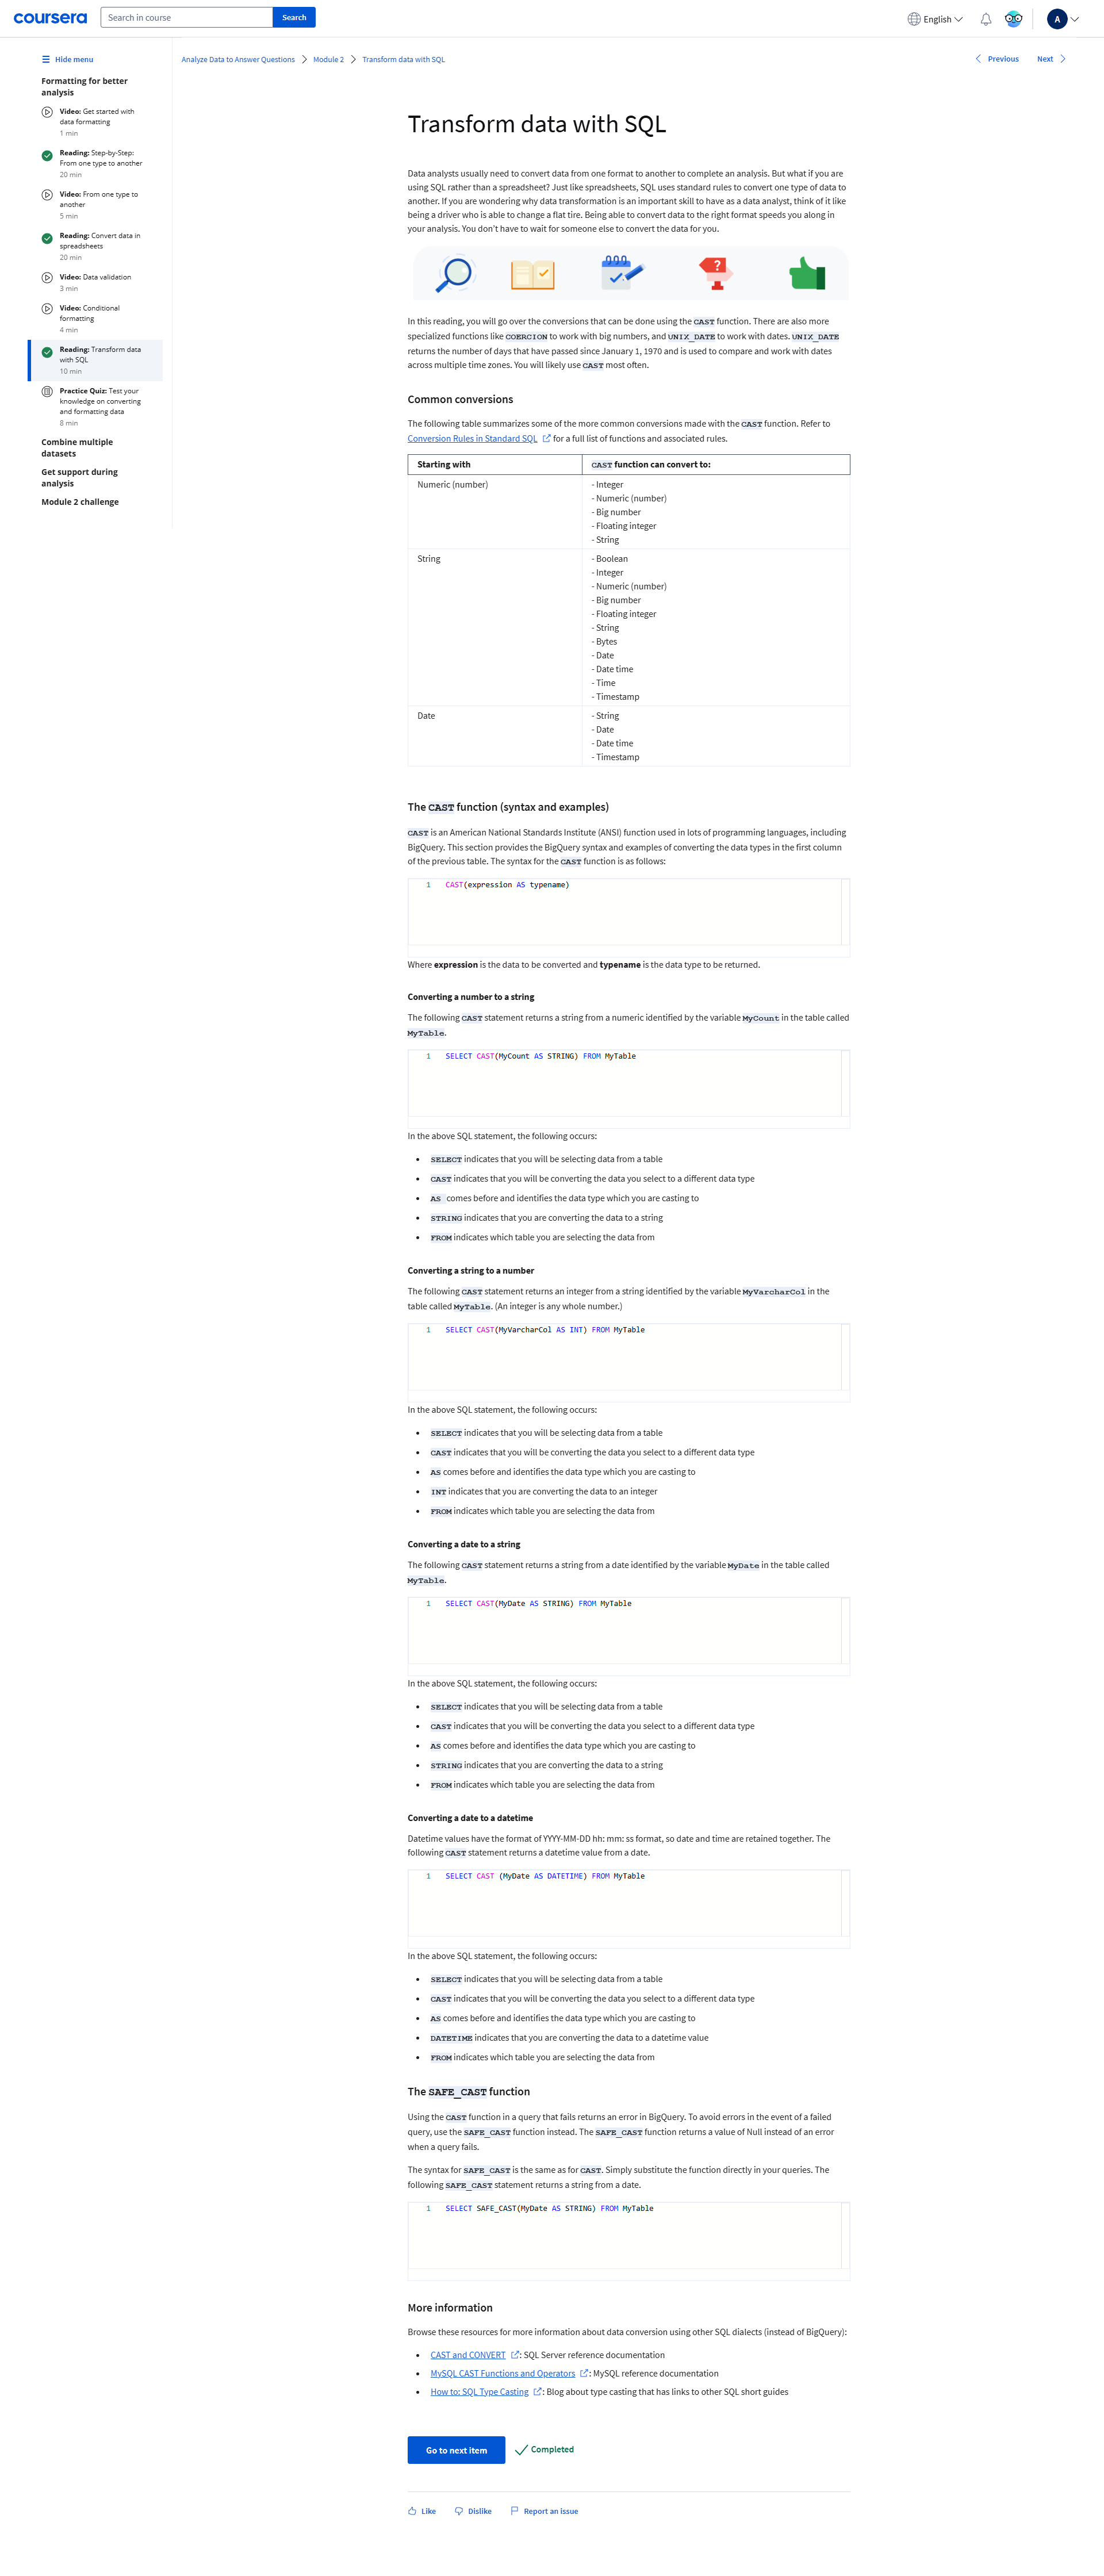 coursera
Search in course
Search
English
A
Hide menu
Formatting for better
analysis
Video: Get started with
data formatting
1 min
Reading: Step-by-Step:
From one type to another
20 min
Video: From one type to
another
5 min
Reading: Convert data in
spreadsheets
20 min
Video: Data validation
3 min
Video: Conditional
formatting
4 min
Reading: Transform data
with SQL
10 min
Practice Quiz: Test your
knowledge on converting
and formatting data
8 min
Combine multiple
datasets
Get support during
analysis
Module 2 challenge
Analyze Data to Answer Questions
Module 2
Transform data with SQL
Previous
Next
Transform data with SQL
Data analysts usually need to convert data from one format to another to complete an analysis. But what if you are
using SQL rather than a spreadsheet? Just like spreadsheets, SQL uses standard rules to convert one type of data to
another. If you are wondering why data transformation is an important skill to have as a data analyst, think of it like
being a driver who is able to change a flat tire. Being able to convert data to the right format speeds you along in
your analysis. You don't have to wait for someone else to convert the data for you.
?
In this reading, you will go over the conversions that can be done using the CAST function. There are also more
specialized functions like COERCION to work with big numbers, and UNIX_DATE to work with dates. UNIX_DATE
returns the number of days that have passed since January 1, 1970 and is used to compare and work with dates
across multiple time zones. You will likely use CAST most often.
Common conversions
The following table summarizes some of the more common conversions made with the CAST function. Refer to
Conversion Rules in Standard SQL for a full list of functions and associated rules.
Starting with
CAST function can convert to:
Numeric (number)
- Integer
- Numeric (number)
- Big number
- Floating integer
- String
String
- Boolean
- Integer
- Numeric (number)
- Big number
- Floating integer
- String
- Bytes
- Date
- Date time
- Time
- Timestamp
Date
- String
- Date
- Date time
- Timestamp
The CAST function (syntax and examples)
CAST is an American National Standards Institute (ANSI) function used in lots of programming languages, including
BigQuery. This section provides the BigQuery syntax and examples of converting the data types in the first column
of the previous table. The syntax for the CAST function is as follows:
1 CAST(expression AS typename)
Where expression is the data to be converted and typename is the data type to be returned.
Converting a number to a string
The following CAST statement returns a string from a numeric identified by the variable MyCount in the table called
MyTable.
1 SELECT CAST(MyCount AS STRING) FROM MyTable
In the above SQL statement, the following occurs:
• SELECT indicates that you will be selecting data from a table
• CAST indicates that you will be converting the data you select to a different data type
• AS comes before and identifies the data type which you are casting to
• STRING indicates that you are converting the data to a string
• FROM indicates which table you are selecting the data from
Converting a string to a number
The following CAST statement returns an integer from a string identified by the variable MyVarcharCol in the
table called MyTable. (An integer is any whole number.)
1 SELECT CAST(MyVarcharCol AS INT) FROM MyTable
In the above SQL statement, the following occurs:
• SELECT indicates that you will be selecting data from a table
• CAST indicates that you will be converting the data you select to a different data type
• AS comes before and identifies the data type which you are casting to
• INT indicates that you are converting the data to an integer
• FROM indicates which table you are selecting the data from
Converting a date to a string
The following CAST statement returns a string from a date identified by the variable MyDate in the table called
MyTable.
1 SELECT CAST(MyDate AS STRING) FROM MyTable
In the above SQL statement, the following occurs:
• SELECT indicates that you will be selecting data from a table
• CAST indicates that you will be converting the data you select to a different data type
• AS comes before and identifies the data type which you are casting to
• STRING indicates that you are converting the data to a string
• FROM indicates which table you are selecting the data from
Converting a date to a datetime
Datetime values have the format of YYYY-MM-DD hh: mm: ss format, so date and time are retained together. The
following CAST statement returns a datetime value from a date.
1 SELECT CAST (MyDate AS DATETIME) FROM MyTable
In the above SQL statement, the following occurs:
• SELECT indicates that you will be selecting data from a table
• CAST indicates that you will be converting the data you select to a different data type
• AS comes before and identifies the data type which you are casting to
• DATETIME indicates that you are converting the data to a datetime value
• FROM indicates which table you are selecting the data from
The SAFE_CAST function
Using the CAST function in a query that fails returns an error in BigQuery. To avoid errors in the event of a failed
query, use the SAFE_CAST function instead. The SAFE_CAST function returns a value of Null instead of an error
when a query fails.
The syntax for SAFE_CAST is the same as for CAST. Simply substitute the function directly in your queries. The
following SAFE_CAST statement returns a string from a date.
1 SELECT SAFE_CAST(MyDate AS STRING) FROM MyTable
More information
Browse these resources for more information about data conversion using other SQL dialects (instead of BigQuery):
• CAST and CONVERT : SQL Server reference documentation
• MySQL CAST Functions and Operators : MySQL reference documentation
• How to: SQL Type Casting : Blog about type casting that has links to other SQL short guides
Go to next item
Completed
Like
Dislike
Report an issue